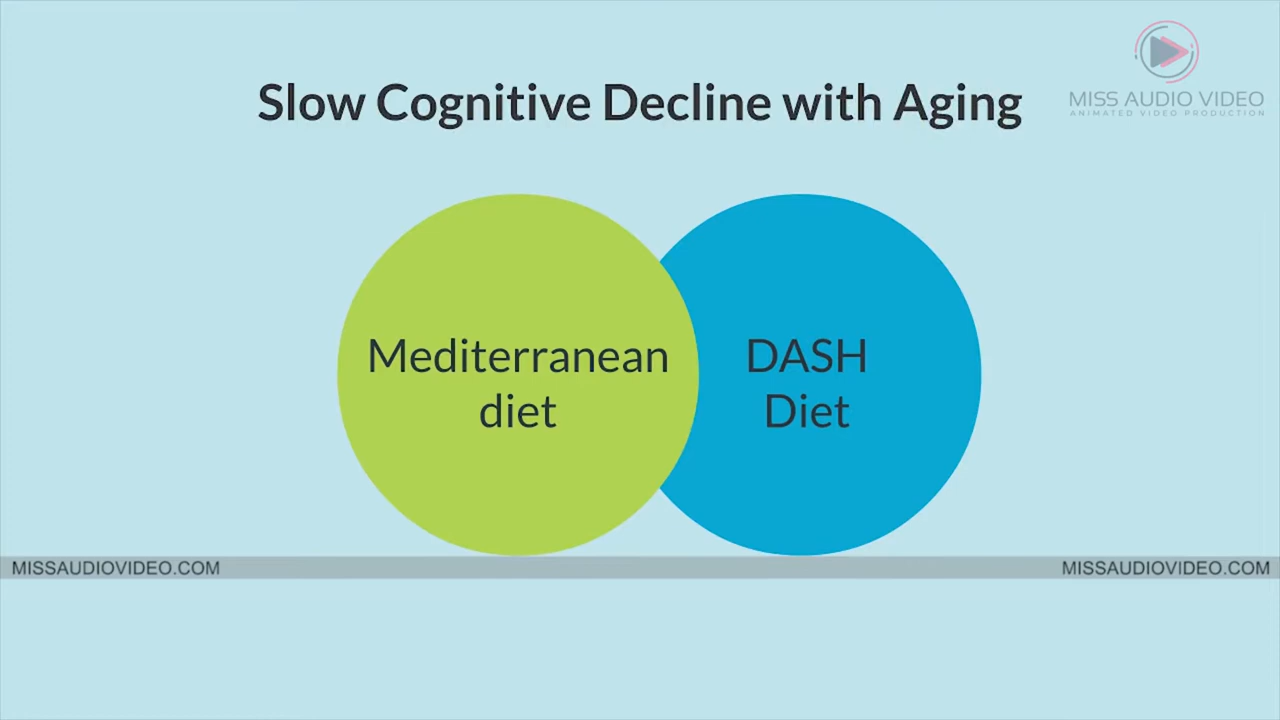 Slow Cognitive Decline with Aging
MISS AUDIO VIDEO
ANIMATED VIDEO PRODUCTION
Mediterranean
diet
DASH
Diet
MISSAUDIOVIDEO.COM
MISSAUDIOVIDEO.COM